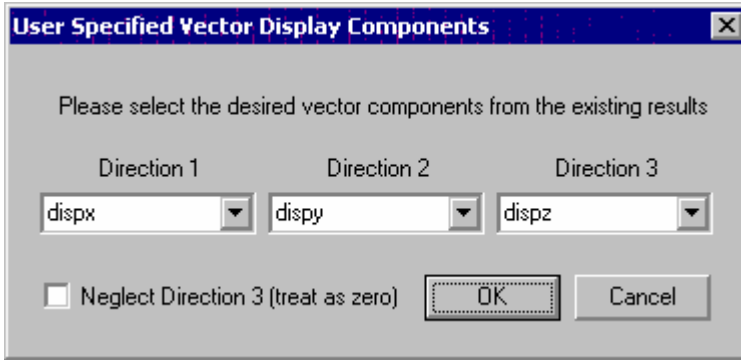 User Specified Vector Display Components
Please select the desired vector components from the existing results
Direction 1 Direction 2 Direction 3
dispx dispy dispz
Neglect Direction 3 (treat as zero) OK Cancel